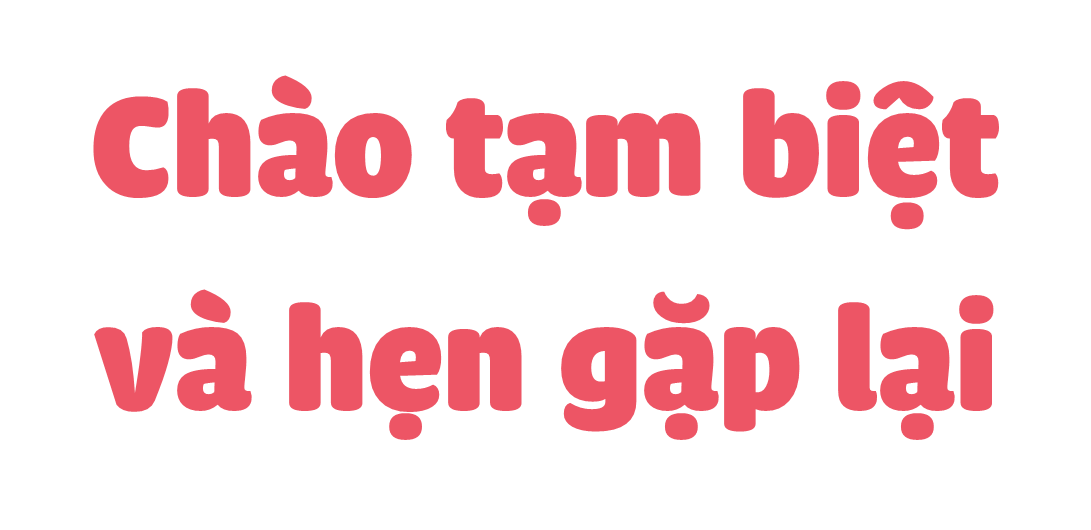 Chào tạm biệt
và hẹn gặp lại